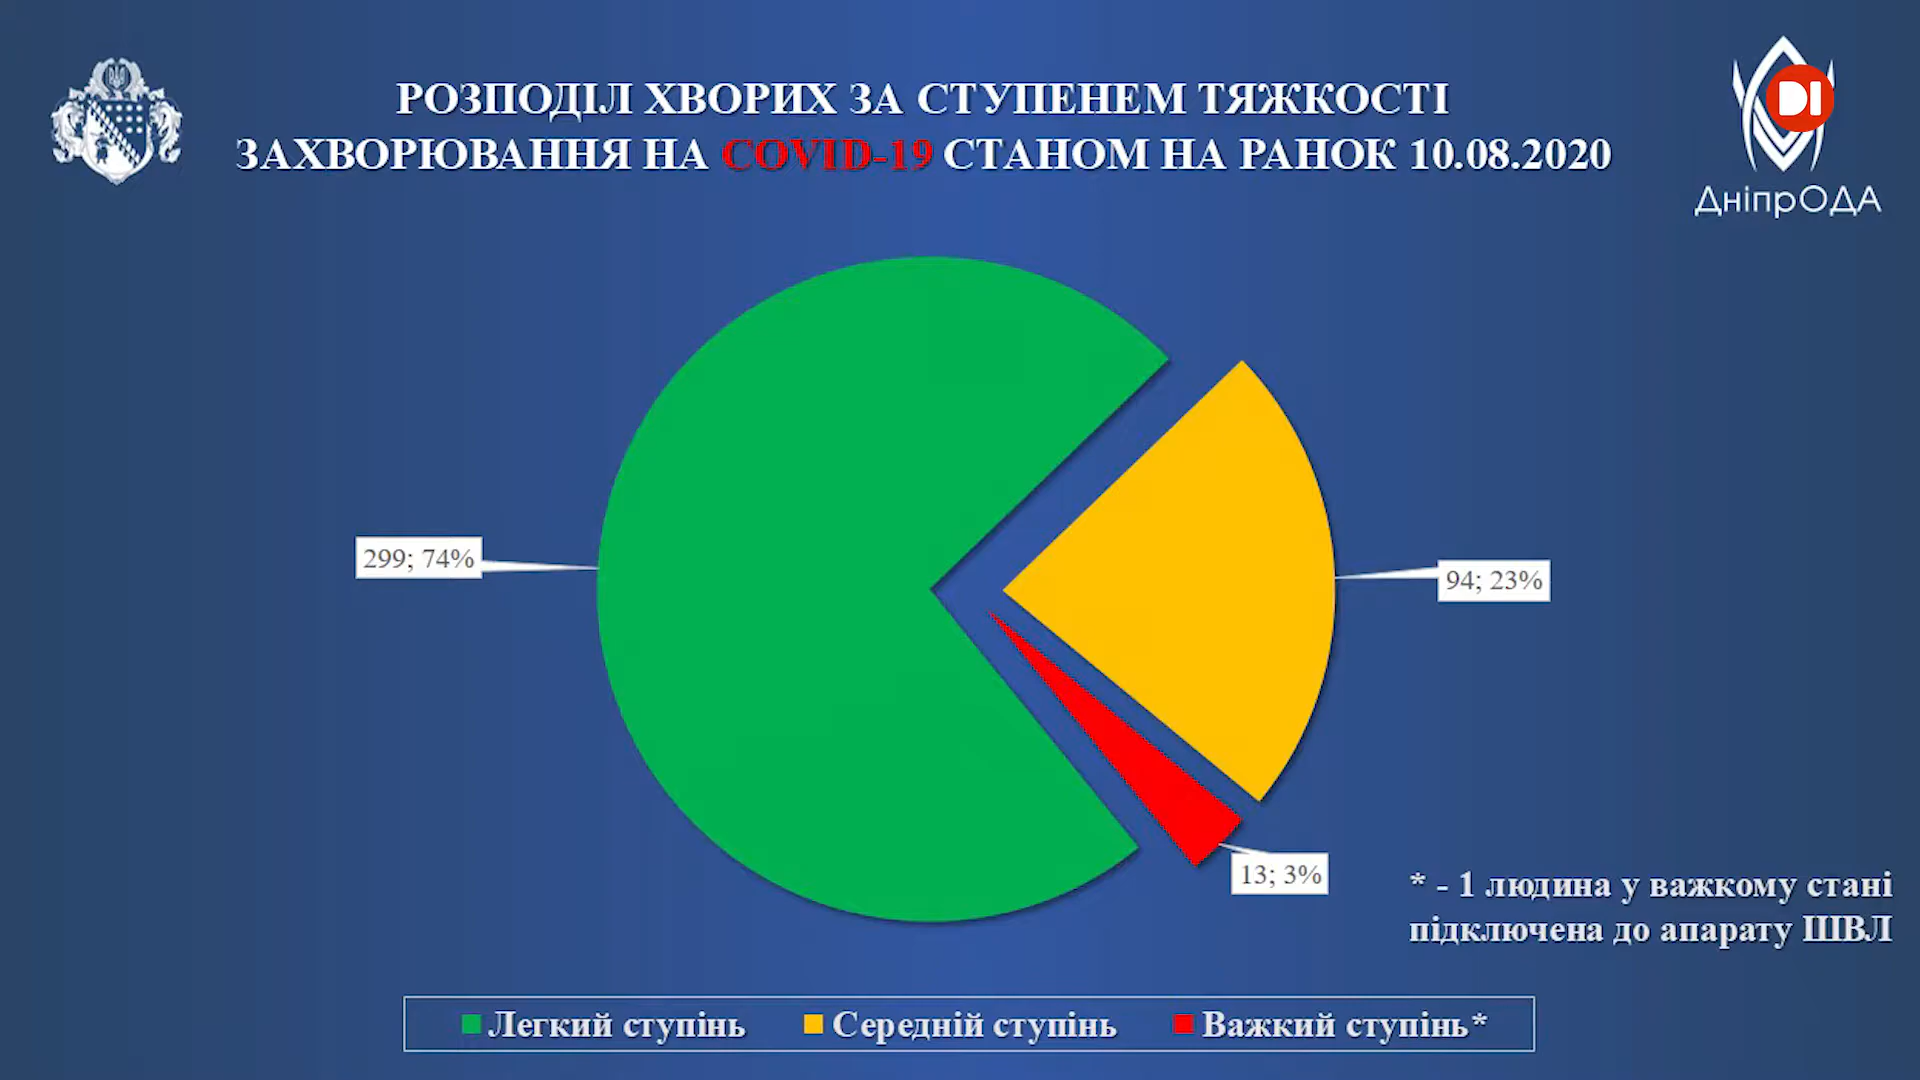 РОЗПОДІЛ ХВОРИХ ЗА СТУПЕНЕМ ТЯЖКОСТІ
ЗАХВОРЮВАННЯ НА COVID-19 СТАНОМ НА РАНОК 10.08.2020
DI
ДніпрОДА
299; 74%
94; 23%
13; 3%
* - 1 людина у важкому стані
підключена до апарату ШВЛ
Легкий ступінь
Середній ступінь
Важкий ступінь*